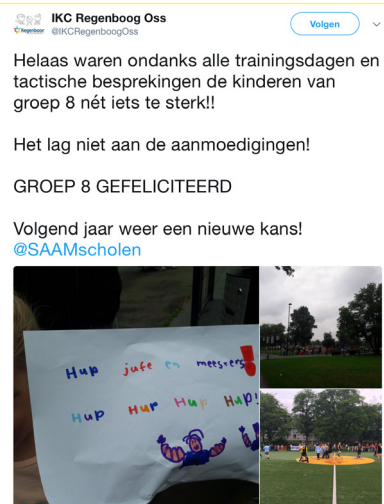 IKC Regenboog Oss
@IKCRegenboogOss
Volgen
Regenboog
Helaas waren ondanks alle trainingsdagen en
tactische besprekingen de kinderen van
groep 8 nét iets te sterk!!
Het lag niet aan de aanmoedigingen!
GROEP 8 GEFELICITEERD
Volgend jaar weer een nieuwe kans!
@SAAMscholen
Hup jufe en meesters!
Hup Hup Hup Hup!